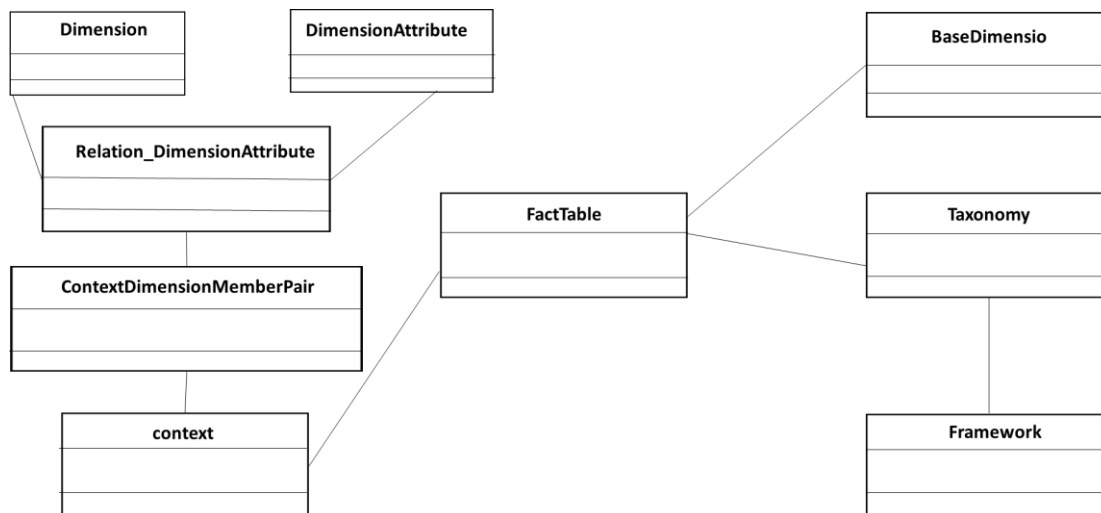 Dimension
DimensionAttribute
BaseDimensio
Relation_DimensionAttribute
FactTable
Taxonomy
ContextDimensionMemberPair
context
Framework